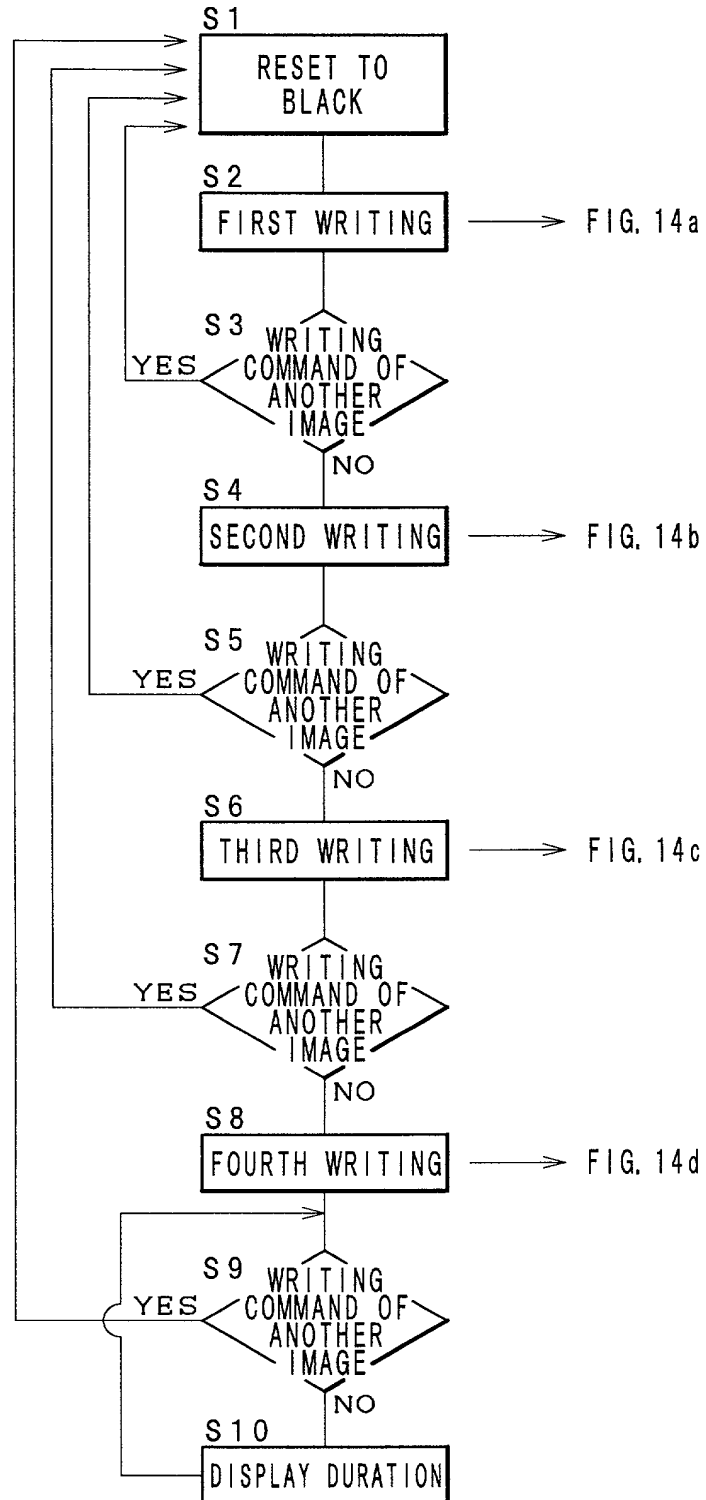 S1
RESET TO
BLACK
S2
FIRST WRITING
FIG. 14a
S3
WRITING
COMMAND OF
ANOTHER
IMAGE
YES
NO
S4
SECOND WRITING
FIG. 14b
S5
WRITING
COMMAND OF
ANOTHER
IMAGE
YES
NO
S6
THIRD WRITING
FIG. 14c
S7
WRITING
COMMAND OF
ANOTHER
IMAGE
YES
NO
S8
FOURTH WRITING
FIG. 14d
S9
WRITING
COMMAND OF
ANOTHER
IMAGE
YES
NO
S10
DISPLAY DURATION